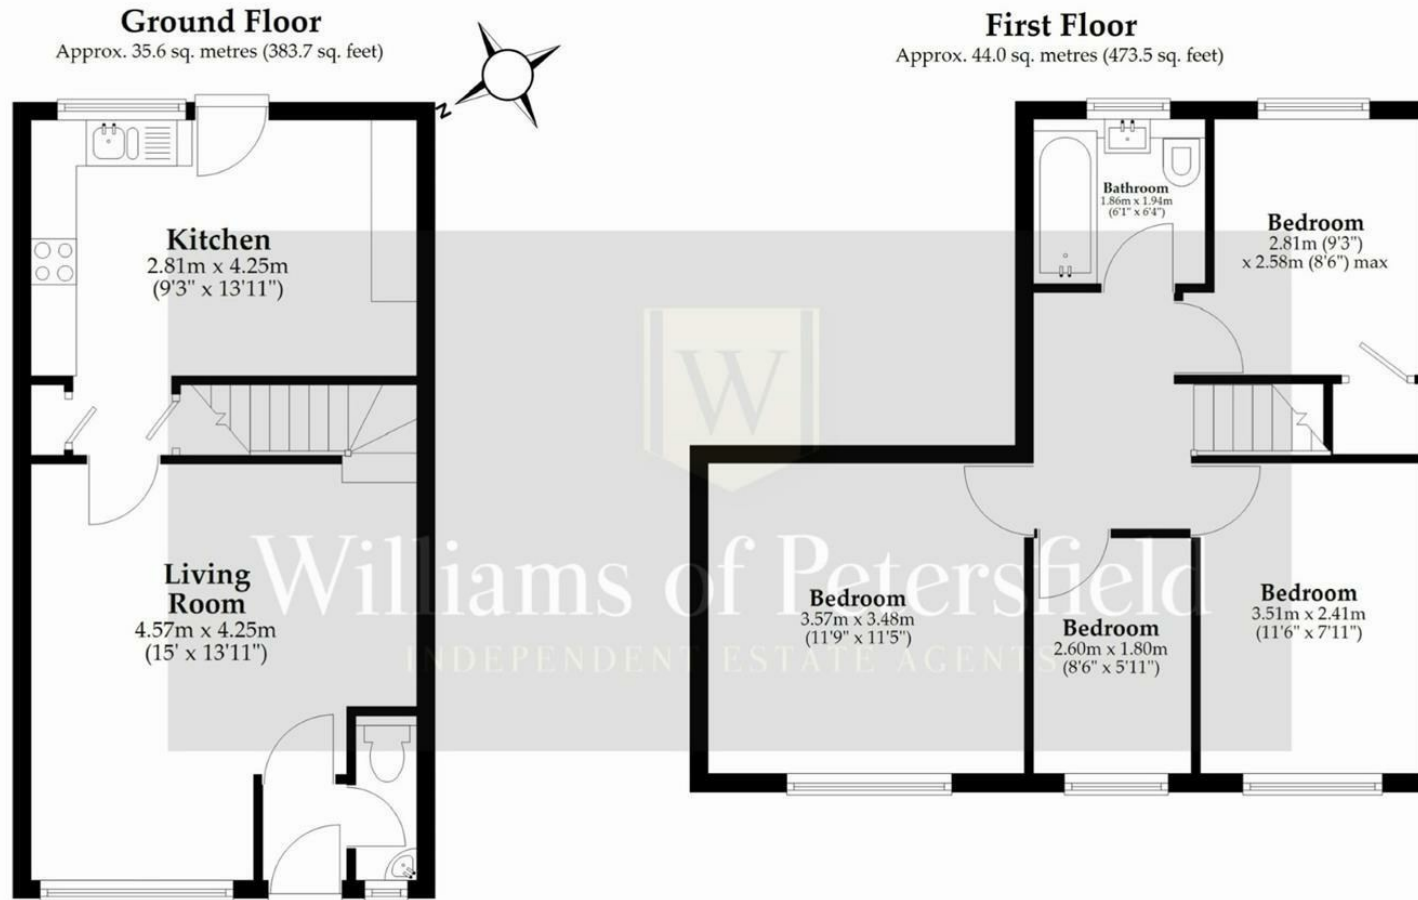 Ground Floor
Approx. 35.6 sq. metres (383.7 sq. feet)
N
Kitchen
2.81m x 4.25m
(9'3" x 13'11")
Living
Room
4.57m x 4.25m
(15' x 13'11")
First Floor
Approx. 44.0 sq. metres (473.5 sq. feet)
Bathroom
1.86m x 1.94m
(6'1" x 6'4")
Bedroom
2.81m (9'3")
x 2.58m (8'6") max
Bedroom
3.57m x 3.48m
(11'9" x 11'5")
Bedroom
2.60m x 1.80m
(8'6" x 5'11")
Bedroom
3.51m x 2.41m
(11'6" x 7'11")
W
Williams of Petersfield
INDEPENDENT ESTATE AGENTS